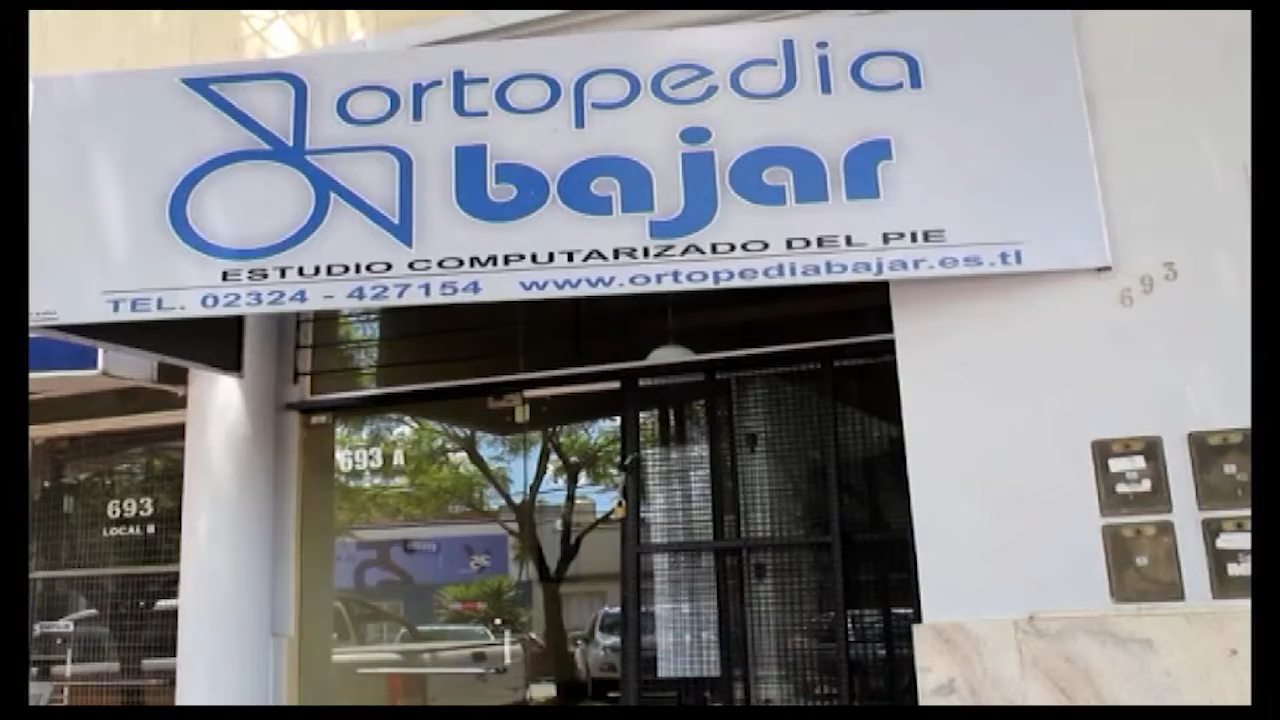 ortopedia
bajar
ESTUDIO COMPUTARIZADO DEL PIE
TEL. 02324 - 427154 www.ortopediabajar.es.tl
693
693 A
693
LOCAL B